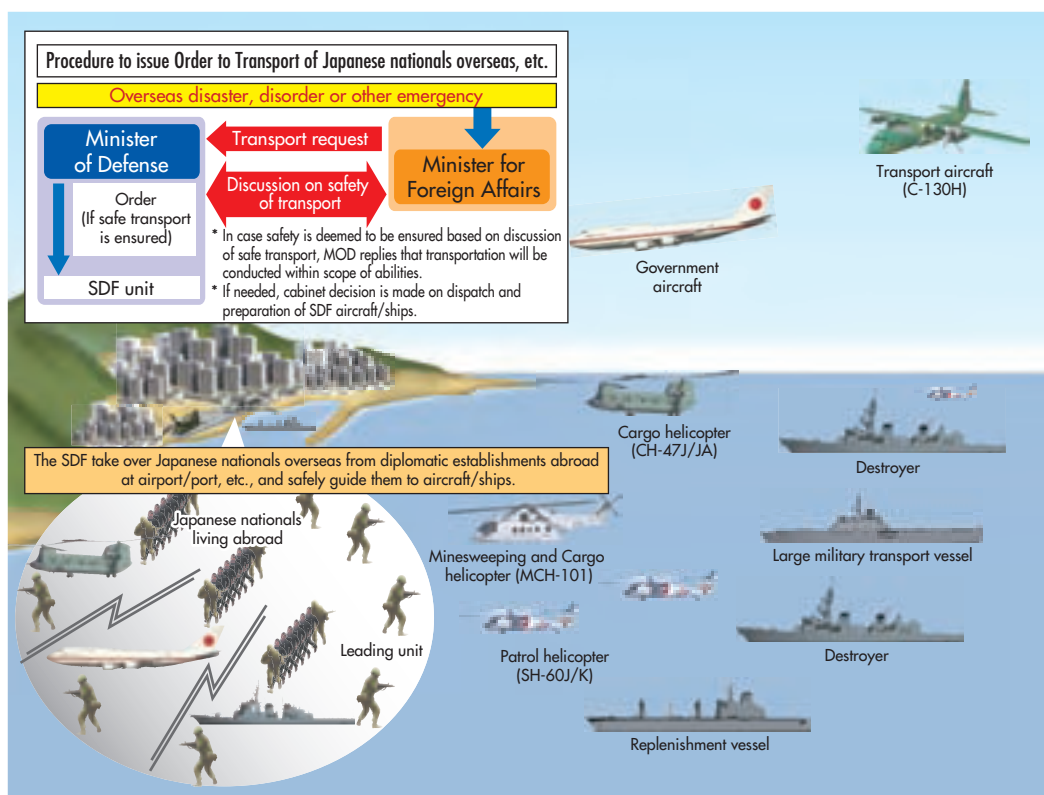 Procedure to issue Order to Transport of Japanese nationals overseas, etc.
Overseas disaster, disorder or other emergency
Minister
of Defense
Transport request
Minister for
Foreign Affairs
Discussion on safety
of transport
Order
(If safe transport
is ensured)
SDF unit
* In case safety is deemed to be ensured based on discussion
of safe transport, MOD replies that transportation will be
conducted within scope of abilities.
* If needed, cabinet decision is made on dispatch and
preparation of SDF aircraft/ships.
Transport aircraft
(C-130H)
Government
aircraft
Cargo helicopter
(CH-47J/JA)
Destroyer
The SDF take over Japanese nationals overseas from diplomatic establishments abroad
at airport/port, etc., and safely guide them to aircraft/ships.
Japanese nationals
living abroad
Leading unit
Minesweeping and Cargo
helicopter (MCH-101)
Large military transport vessel
Patrol helicopter
(SH-60J/K)
Destroyer
Replenishment vessel